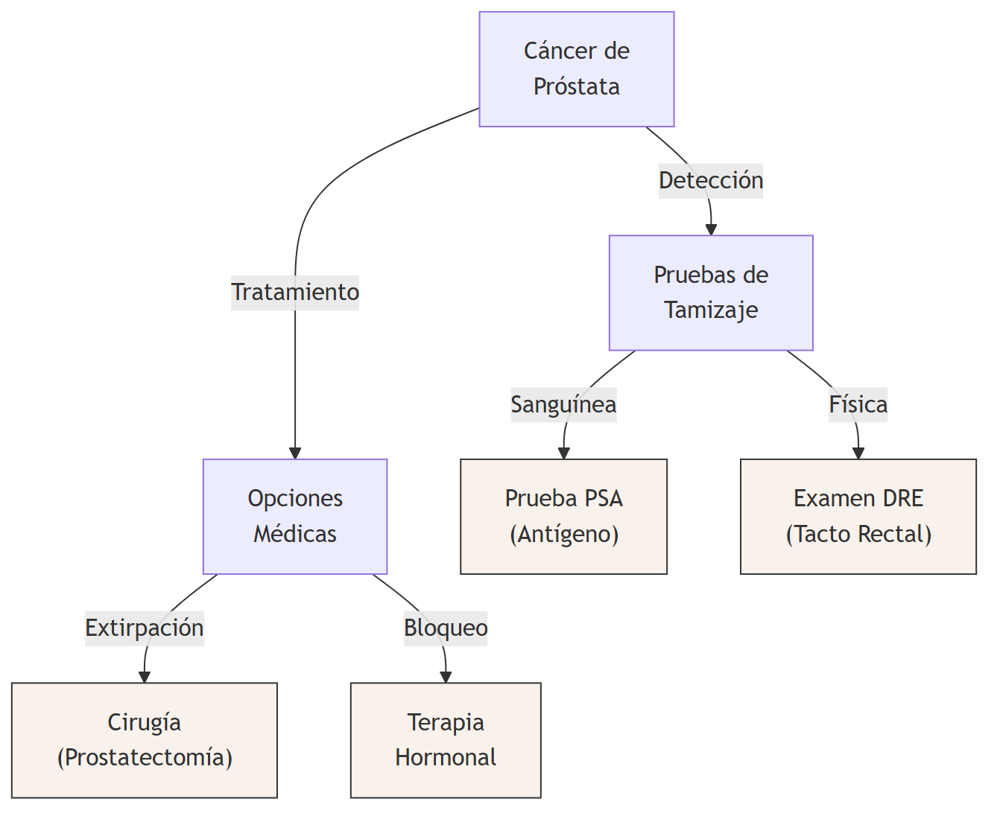 Cáncer de
Próstata
Detección
Tratamiento
Pruebas de
Tamizaje
Sanguínea
Física
Opciones
Médicas
Prueba PSA
(Antígeno)
Examen DRE
(Tacto Rectal)
Extirpación
Bloqueo
Cirugía
(Prostatectomía)
Terapia
Hormonal